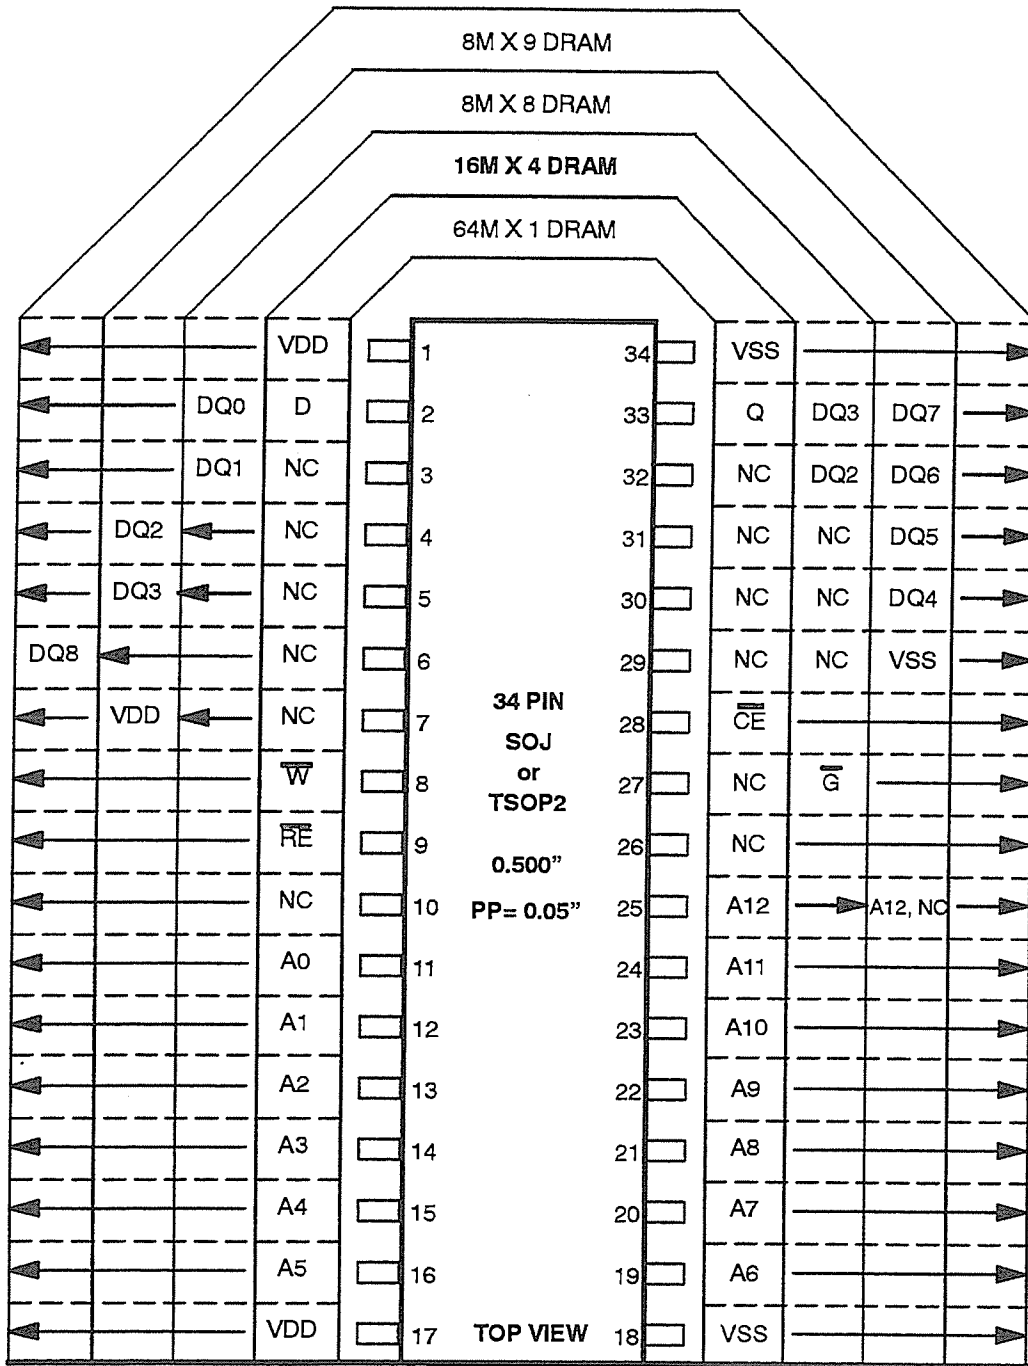 8M X 9 DRAM
8M X 8 DRAM
16M X 4 DRAM
64M X 1 DRAM
VDD 1 34 VSS
DQ0 D 2 33 Q DQ3 DQ7
DQ1 NC 3 32 NC DQ2 DQ6
DQ2 NC 4 31 NC NC DQ5
DQ3 NC 5 30 NC NC DQ4
DQ8 NC 6 29 NC NC VSS
VDD NC 7 28 C̅E̅
W̅ 8 27 NC G̅
R̅E̅ 9 26 NC
NC 10 25 A12 A12, NC
A0 11 24 A11
A1 12 23 A10
A2 13 22 A9
A3 14 21 A8
A4 15 20 A7
A5 16 19 A6
VDD 17 18 VSS
34 PIN
SOJ
or
TSOP2
0.500”
PP= 0.05”
TOP VIEW